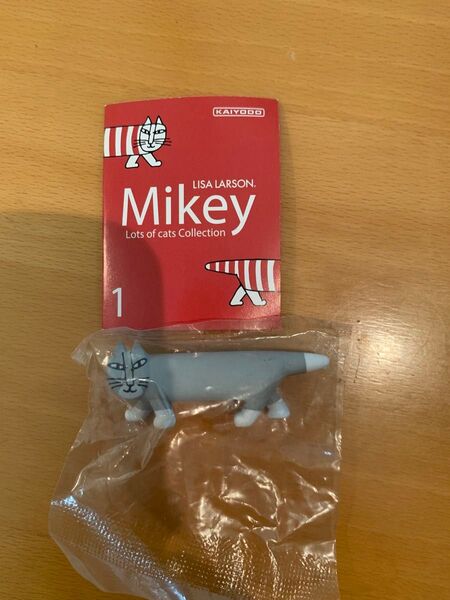 KAIYODO
LISA LARSON.
Mikey
Lots of cats Collection
1